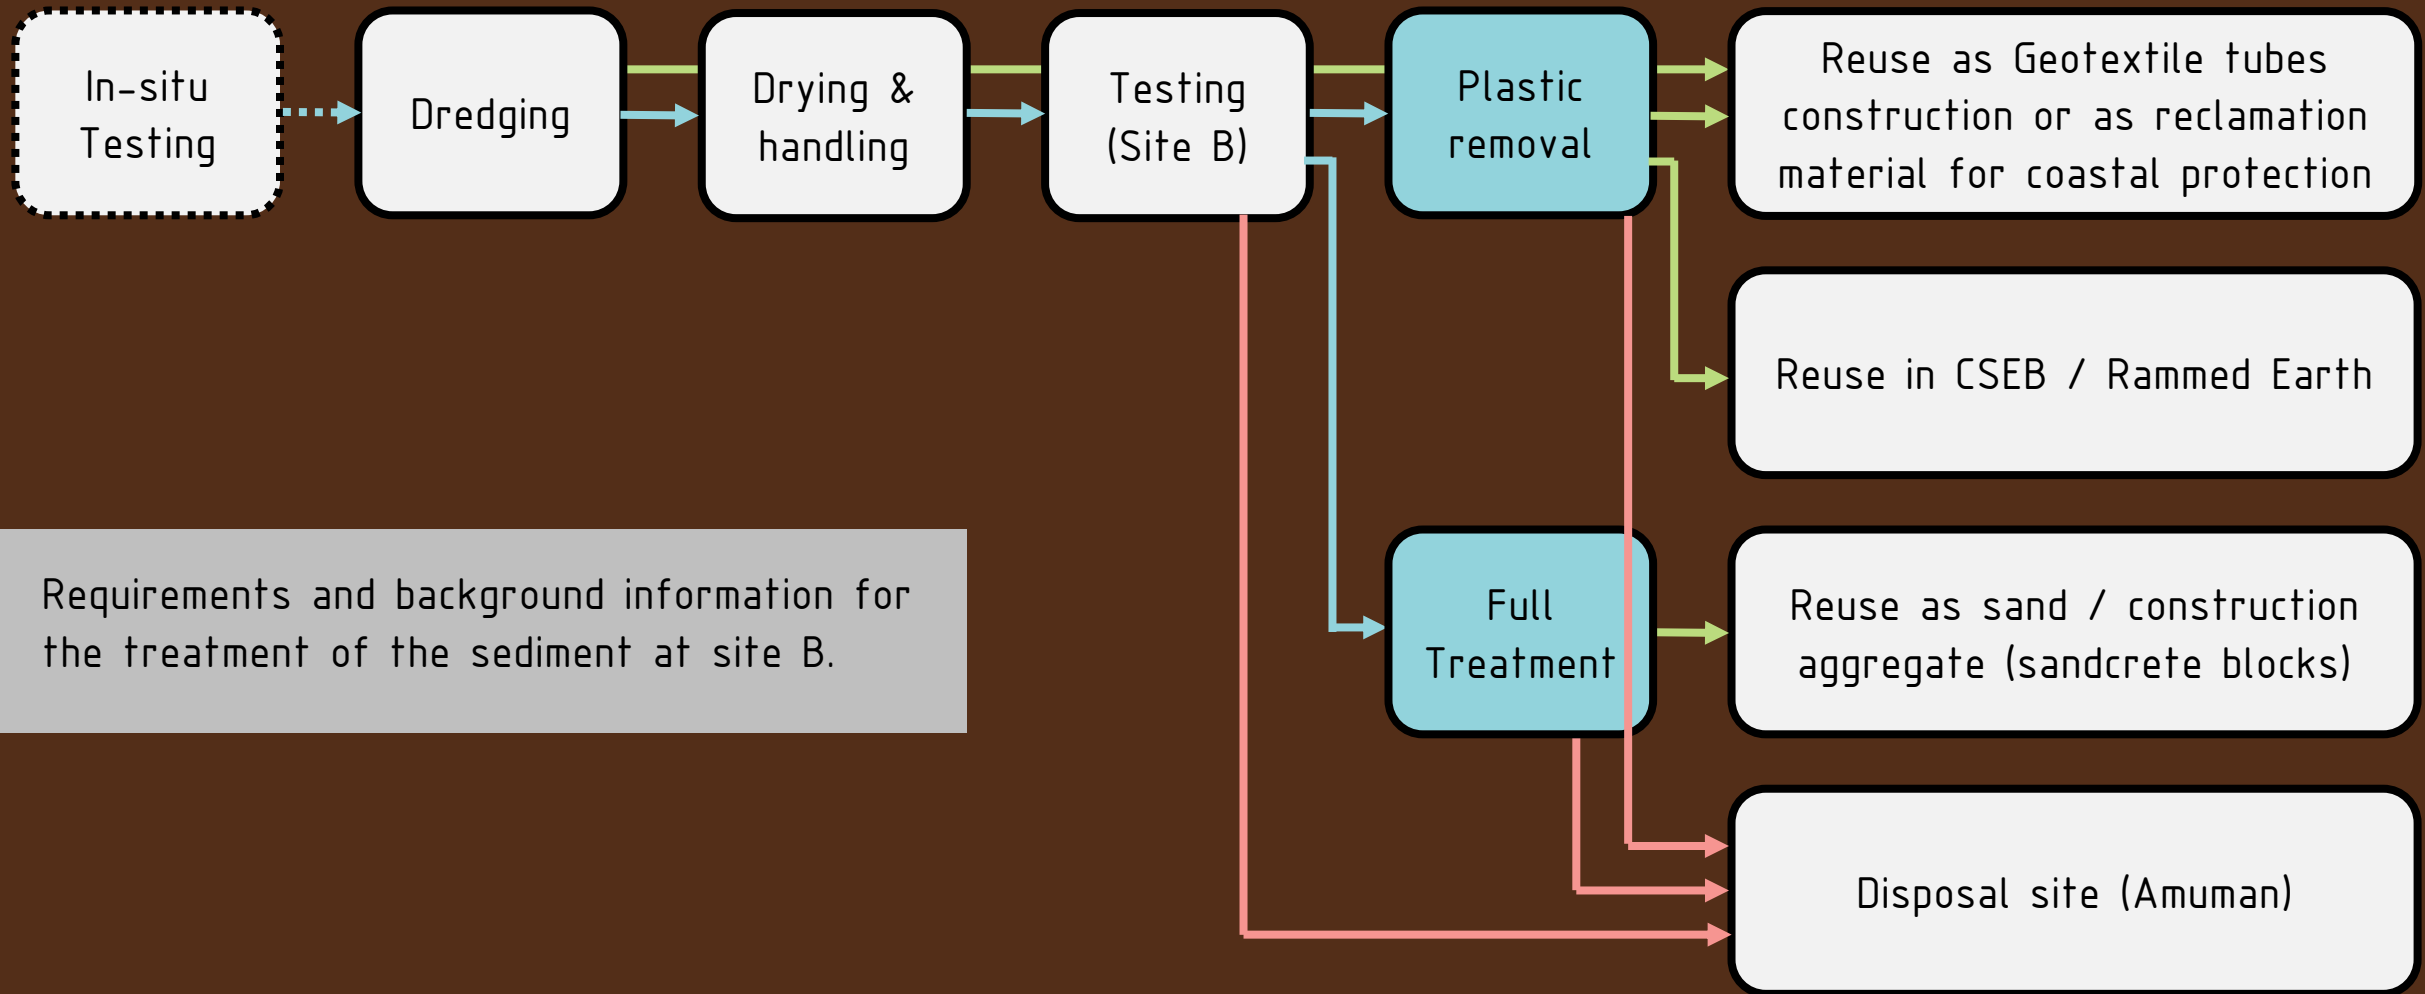 In-situ
Testing
Dredging
Drying &
handling
Testing
(Site B)
Plastic
removal
Reuse as Geotextile tubes
construction or as reclamation
material for coastal protection
Reuse in CSEB / Rammed Earth
Requirements and background information for
the treatment of the sediment at site B.
Full
Treatment
Reuse as sand / construction
aggregate (sandcrete blocks)
Disposal site (Amuman)